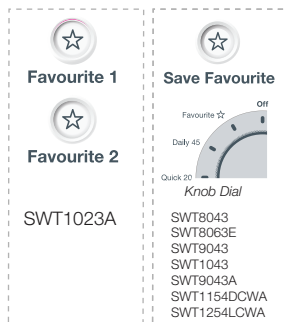 Favourite 1
Favourite 2
SWT1023A
Save Favourite
Off
Favourite ☆
Daily 45
Quick 20
Knob Dial
SWT8043
SWT8063E
SWT9043
SWT1043
SWT9043A
SWT1154DCWA
SWT1254LCWA